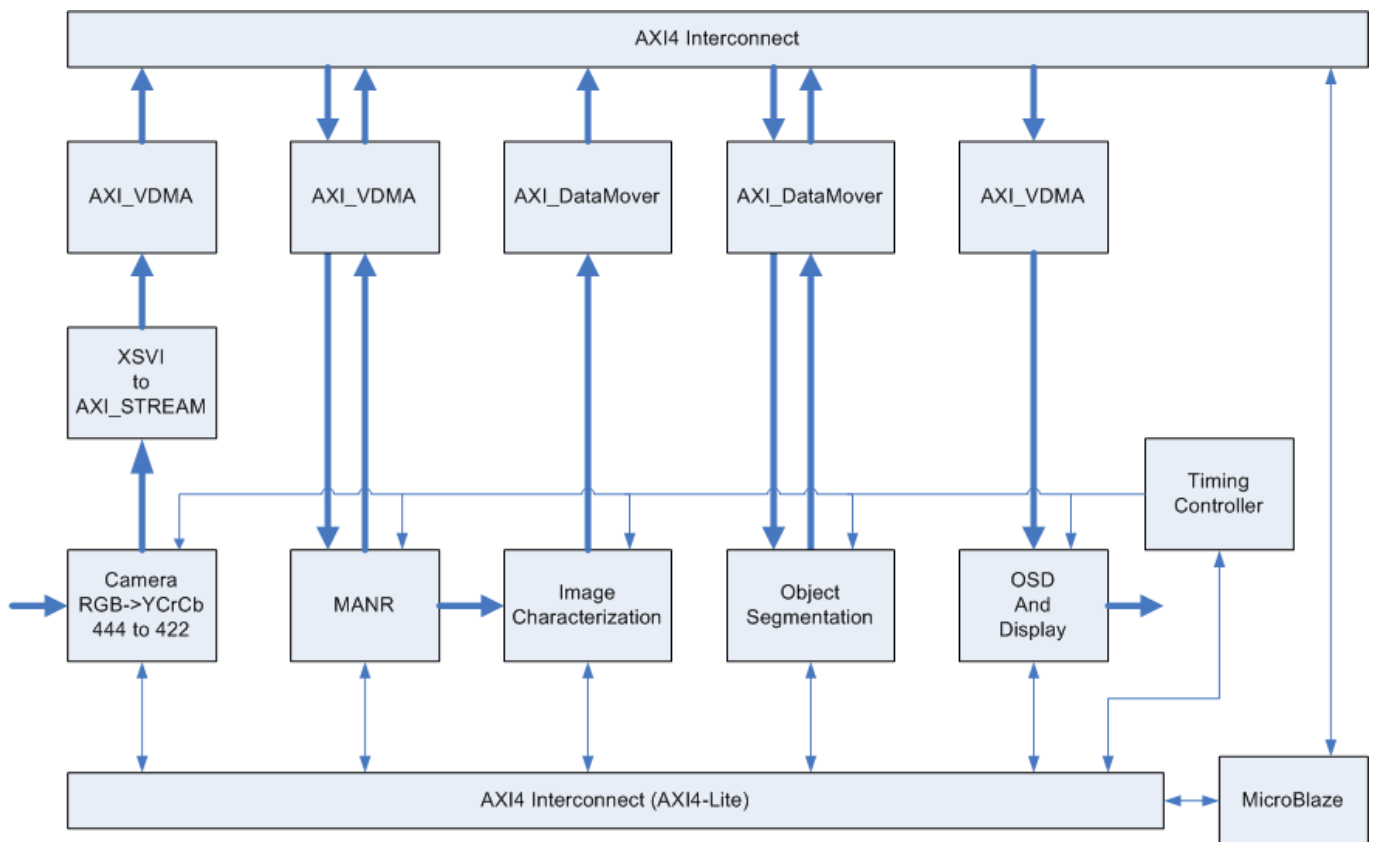 AXI4 Interconnect
AXI_VDMA
AXI_VDMA
AXI_DataMover
AXI_DataMover
AXI_VDMA
XSVI
to
AXI_STREAM
Timing
Controller
Camera
RGB->YCrCb
444 to 422
MANR
Image
Characterization
Object
Segmentation
OSD
And
Display
AXI4 Interconnect (AXI4-Lite)
MicroBlaze